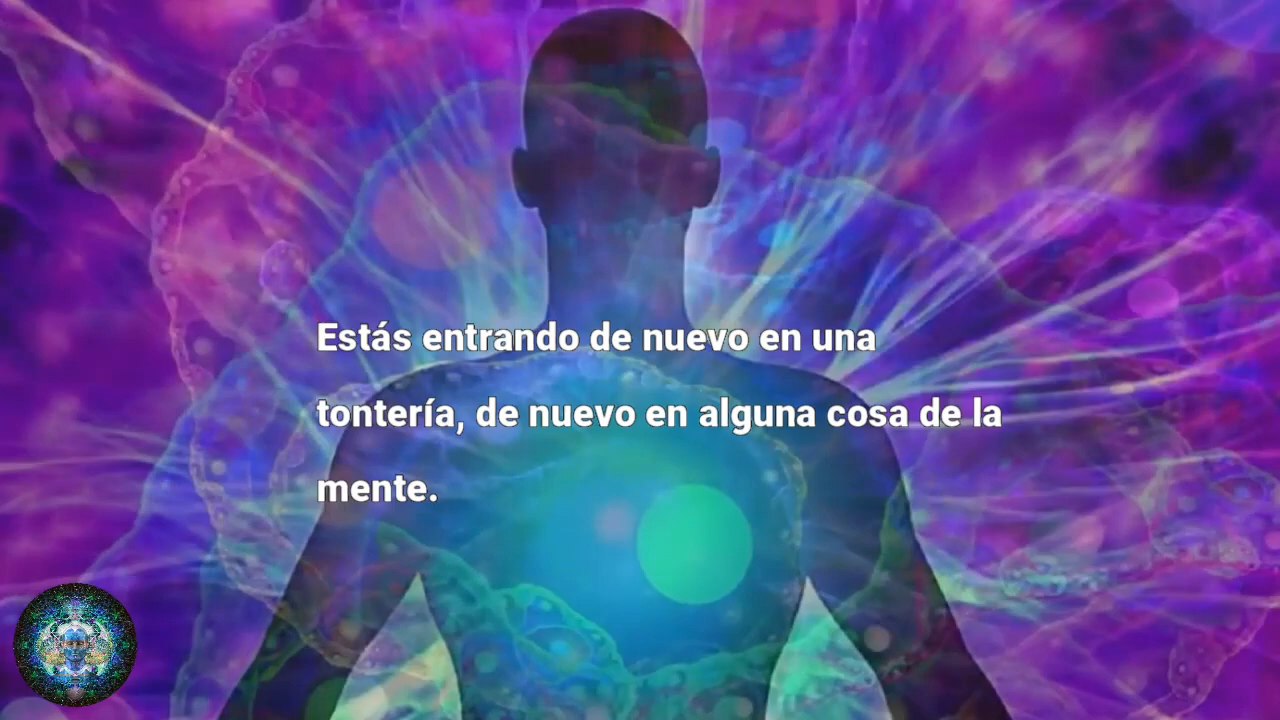 Estás entrando de nuevo en una
tontería, de nuevo en alguna cosa de la
mente.